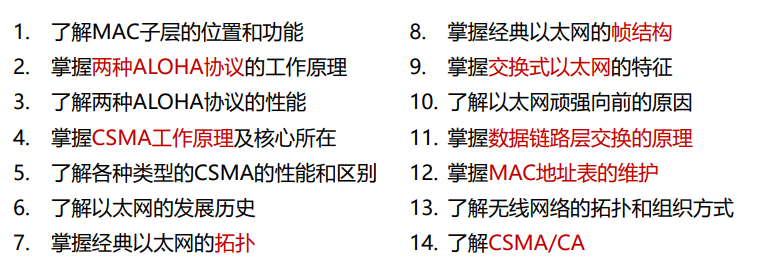 1. 了解MAC子层的位置和功能
2. 掌握两种ALOHA协议的工作原理
3. 了解两种ALOHA协议的性能
4. 掌握CSMA工作原理及核心所在
5. 了解各种类型的CSMA的性能和区别
6. 了解以太网的发展历史
7. 掌握经典以太网的拓扑
8. 掌握经典以太网的帧结构
9. 掌握交换式以太网的特征
10. 了解以太网顽强向前的原因
11. 掌握数据链路层交换的原理
12. 掌握MAC地址表的维护
13. 了解无线网络的拓扑和组织方式
14. 了解CSMA/CA